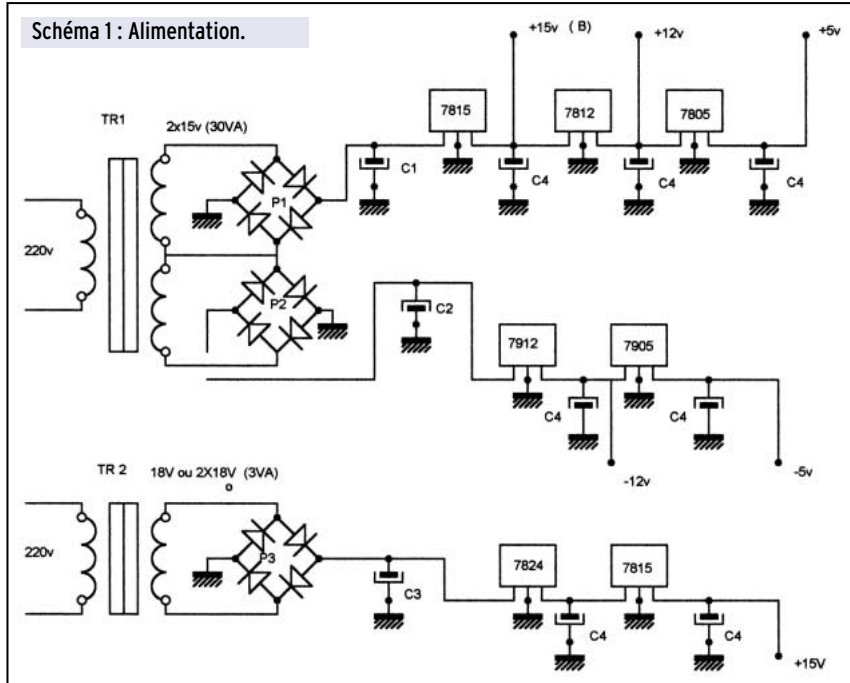 Schéma 1 : Alimentation.
+15v ( B)
+12v
+5v
7815
7812
7805
TR1
2x15v (30VA)
C1
C4
C4
C4
P1
220v
P2
C2
7912
7905
C4
C4
-12v
-5v
TR 2
18V ou 2X18V (3VA)
220v
P3
7824
7815
C3
C4
C4
+15V